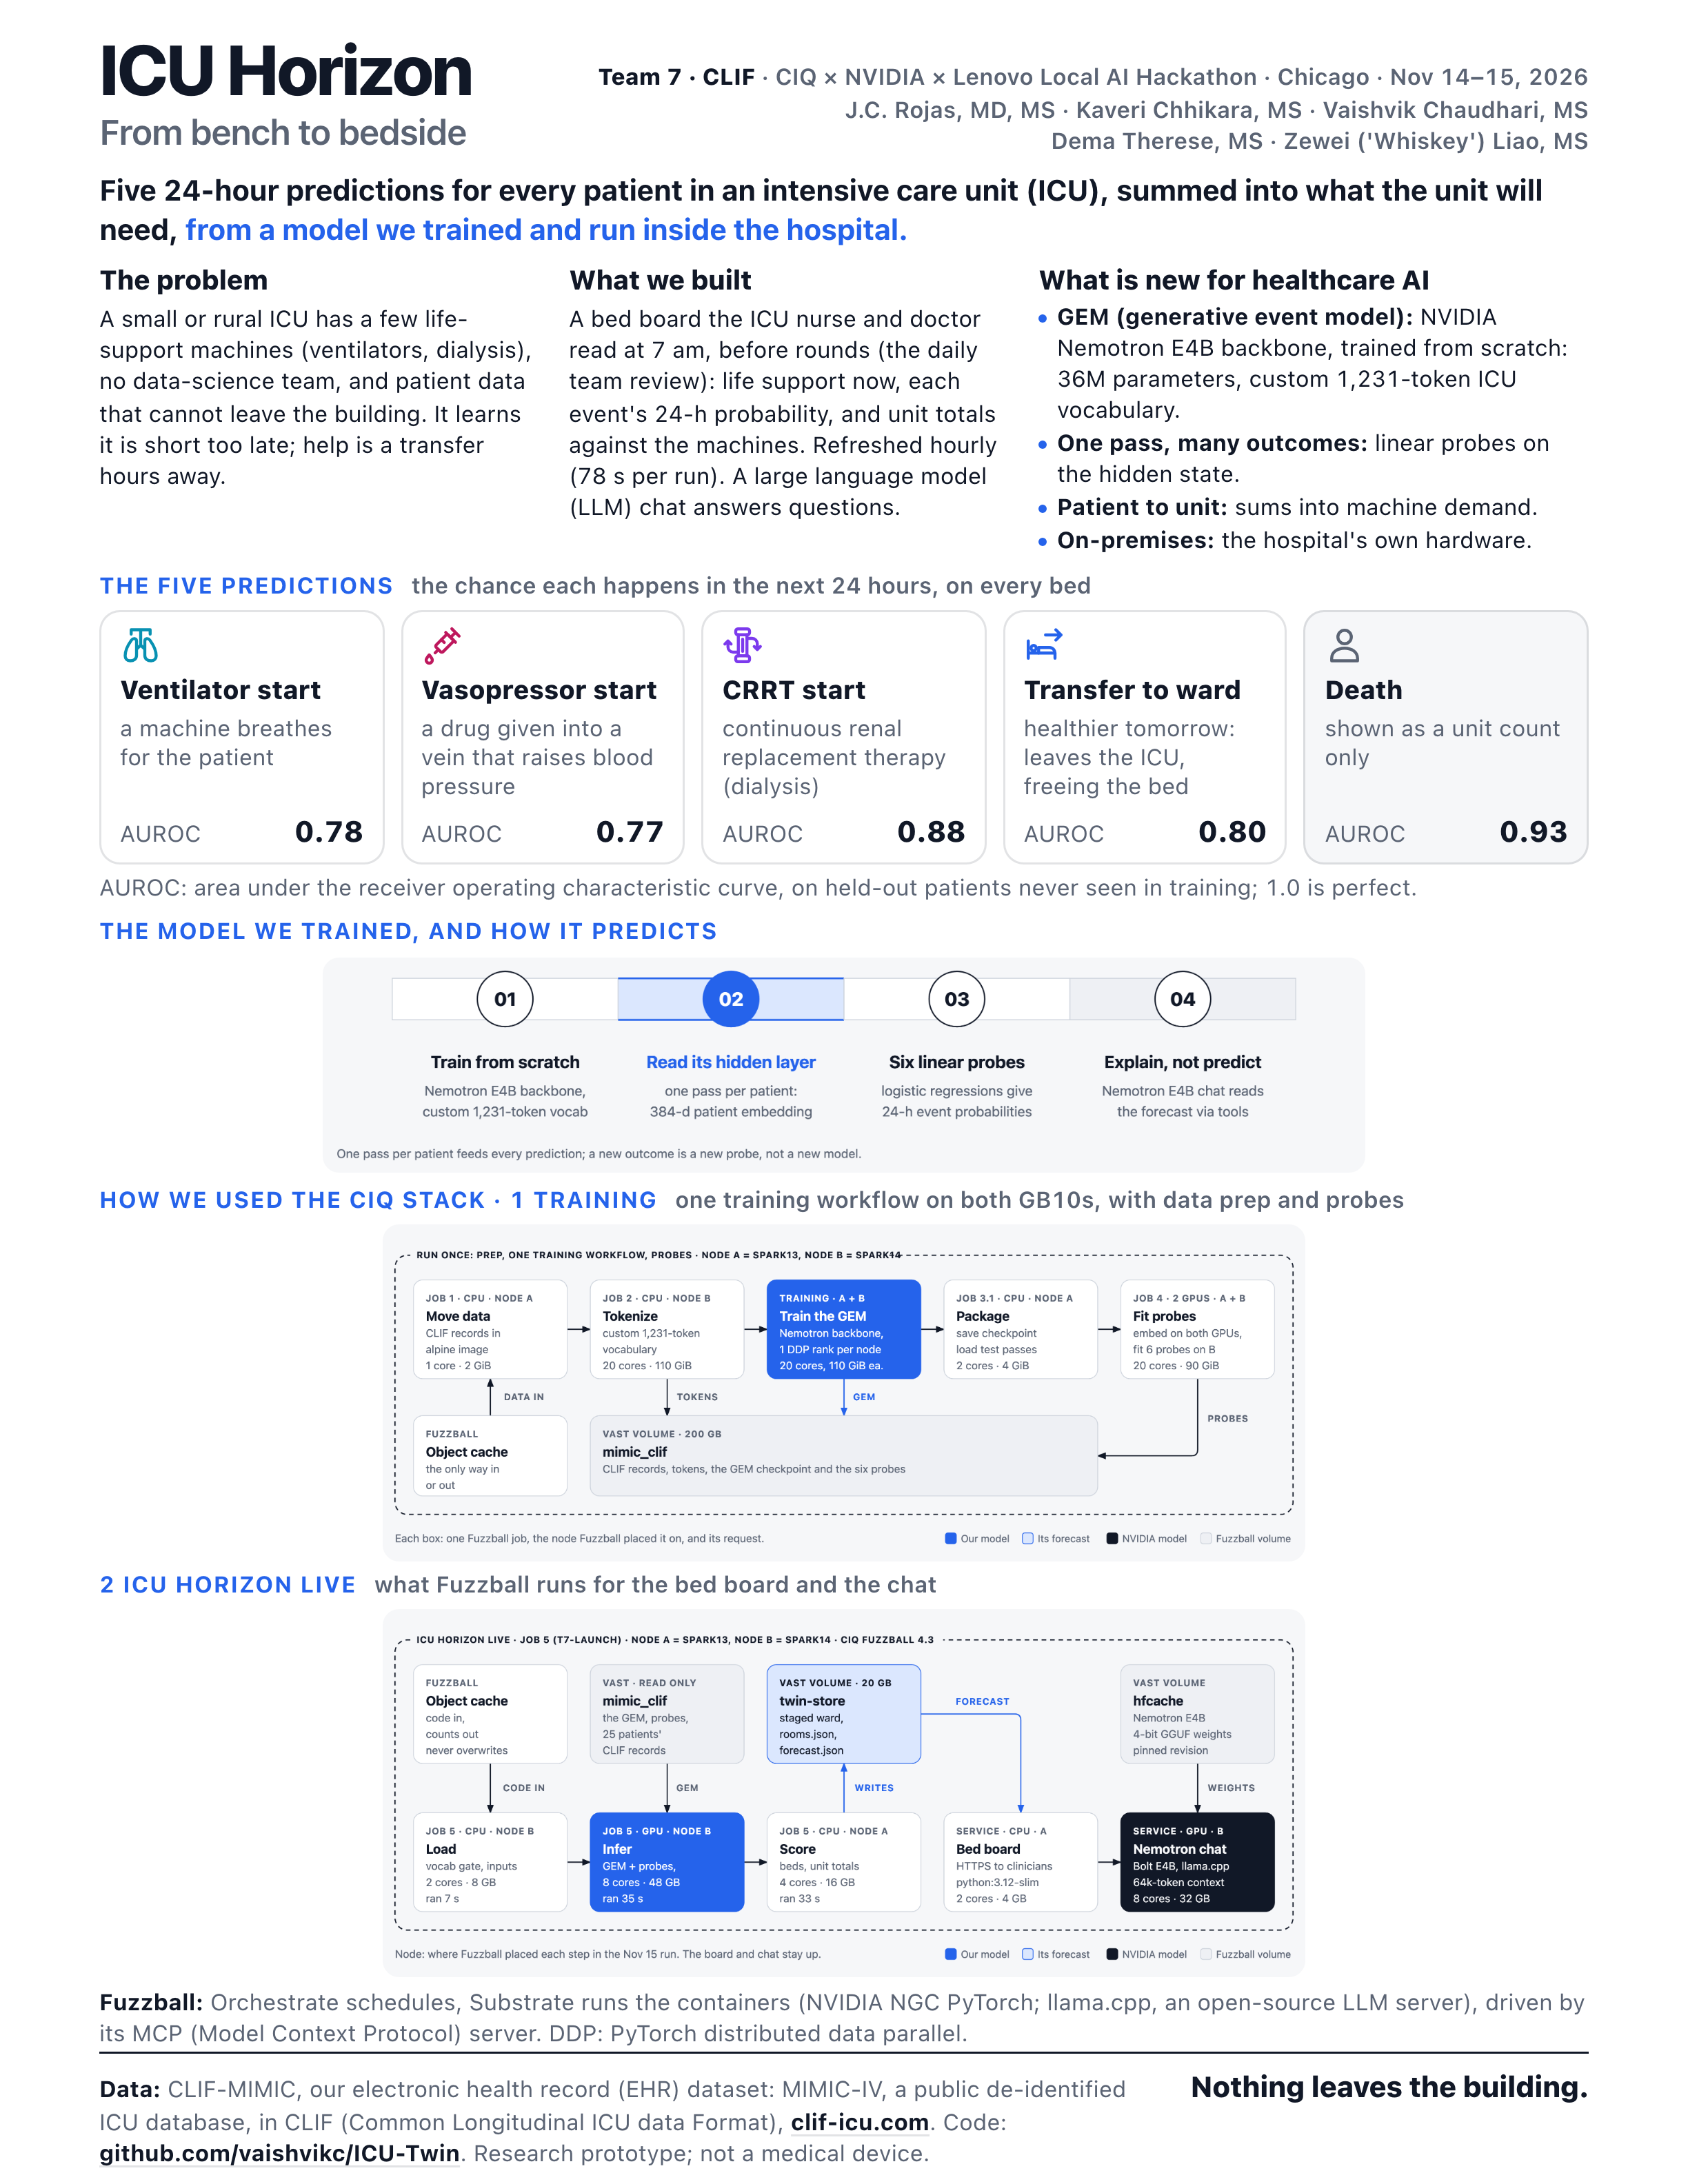 ICU Horizon
From bench to bedside
Team 7 · CLIF · CIQ × NVIDIA × Lenovo Local AI Hackathon · Chicago · Nov 14–15, 2026
J.C. Rojas, MD, MS · Kaveri Chhikara, MS · Vaishvik Chaudhari, MS
Dema Therese, MS · Zewei ('Whiskey') Liao, MS
Five 24-hour predictions for every patient in an intensive care unit (ICU), summed into what the unit will
need, from a model we trained and run inside the hospital.
The problem
A small or rural ICU has a few life-
support machines (ventilators, dialysis),
no data-science team, and patient data
that cannot leave the building. It learns
it is short too late; help is a transfer
hours away.
What we built
A bed board the ICU nurse and doctor
read at 7 am, before rounds (the daily
team review): life support now, each
event's 24-h probability, and unit totals
against the machines. Refreshed hourly
(78 s per run). A large language model
(LLM) chat answers questions.
What is new for healthcare AI
• GEM (generative event model): NVIDIA
Nemotron E4B backbone, trained from scratch:
36M parameters, custom 1,231-token ICU
vocabulary.
• One pass, many outcomes: linear probes on
the hidden state.
• Patient to unit: sums into machine demand.
• On-premises: the hospital's own hardware.
THE FIVE PREDICTIONS the chance each happens in the next 24 hours, on every bed
Ventilator start
a machine breathes
for the patient
AUROC 0.78
Vasopressor start
a drug given into a
vein that raises blood
pressure
AUROC 0.77
CRRT start
continuous renal
replacement therapy
(dialysis)
AUROC 0.88
Transfer to ward
healthier tomorrow:
leaves the ICU,
freeing the bed
AUROC 0.80
Death
shown as a unit count
only
AUROC 0.93
AUROC: area under the receiver operating characteristic curve, on held-out patients never seen in training; 1.0 is perfect.
THE MODEL WE TRAINED, AND HOW IT PREDICTS
01
Train from scratch
Nemotron E4B backbone,
custom 1,231-token vocab
02
Read its hidden layer
one pass per patient:
384-d patient embedding
03
Six linear probes
logistic regressions give
24-h event probabilities
04
Explain, not predict
Nemotron E4B chat reads
the forecast via tools
One pass per patient feeds every prediction; a new outcome is a new probe, not a new model.
HOW WE USED THE CIQ STACK · 1 TRAINING one training workflow on both GB10s, with data prep and probes
RUN ONCE: PREP, ONE TRAINING WORKFLOW, PROBES · NODE A = SPARK13, NODE B = SPARK14
JOB 1 · CPU · NODE A
Move data
CLIF records in
alpine image
1 core · 2 GiB
JOB 2 · CPU · NODE B
Tokenize
custom 1,231-token
vocabulary
20 cores · 110 GiB
TRAINING · A + B
Train the GEM
Nemotron backbone,
1 DDP rank per node
20 cores, 110 GiB ea.
JOB 3.1 · CPU · NODE A
Package
save checkpoint
load test passes
2 cores · 4 GiB
JOB 4 · 2 GPUS · A + B
Fit probes
embed on both GPUs,
fit 6 probes on B
20 cores · 90 GiB
DATA IN
TOKENS
GEM
PROBES
FUZZBALL
Object cache
the only way in
or out
VAST VOLUME · 200 GB
mimic_clif
CLIF records, tokens, the GEM checkpoint and the six probes
Each box: one Fuzzball job, the node Fuzzball placed it on, and its request.
Our model Its forecast NVIDIA model Fuzzball volume
2 ICU HORIZON LIVE what Fuzzball runs for the bed board and the chat
ICU HORIZON LIVE · JOB 5 (T7-LAUNCH) · NODE A = SPARK13, NODE B = SPARK14 · CIQ FUZZBALL 4.3
FUZZBALL
Object cache
code in,
counts out
never overwrites
VAST · READ ONLY
mimic_clif
the GEM, probes,
25 patients'
CLIF records
VAST VOLUME · 20 GB
twin-store
staged ward,
rooms.json,
forecast.json
FORECAST
VAST VOLUME
hfcache
Nemotron E4B
4-bit GGUF weights
pinned revision
CODE IN
GEM
WRITES
WEIGHTS
JOB 5 · CPU · NODE B
Load
vocab gate, inputs
2 cores · 8 GB
ran 7 s
JOB 5 · GPU · NODE B
Infer
GEM + probes,
8 cores · 48 GB
ran 35 s
JOB 5 · CPU · NODE A
Score
beds, unit totals
4 cores · 16 GB
ran 33 s
SERVICE · CPU · A
Bed board
HTTPS to clinicians
python:3.12-slim
2 cores · 4 GB
SERVICE · GPU · B
Nemotron chat
Bolt E4B, llama.cpp
64k-token context
8 cores · 32 GB
Node: where Fuzzball placed each step in the Nov 15 run. The board and chat stay up.
Our model Its forecast NVIDIA model Fuzzball volume
Fuzzball: Orchestrate schedules, Substrate runs the containers (NVIDIA NGC PyTorch; llama.cpp, an open-source LLM server), driven by
its MCP (Model Context Protocol) server. DDP: PyTorch distributed data parallel.
Data: CLIF-MIMIC, our electronic health record (EHR) dataset: MIMIC-IV, a public de-identified
ICU database, in CLIF (Common Longitudinal ICU data Format), clif-icu.com. Code:
github.com/vaishvikc/ICU-Twin. Research prototype; not a medical device.
Nothing leaves the building.